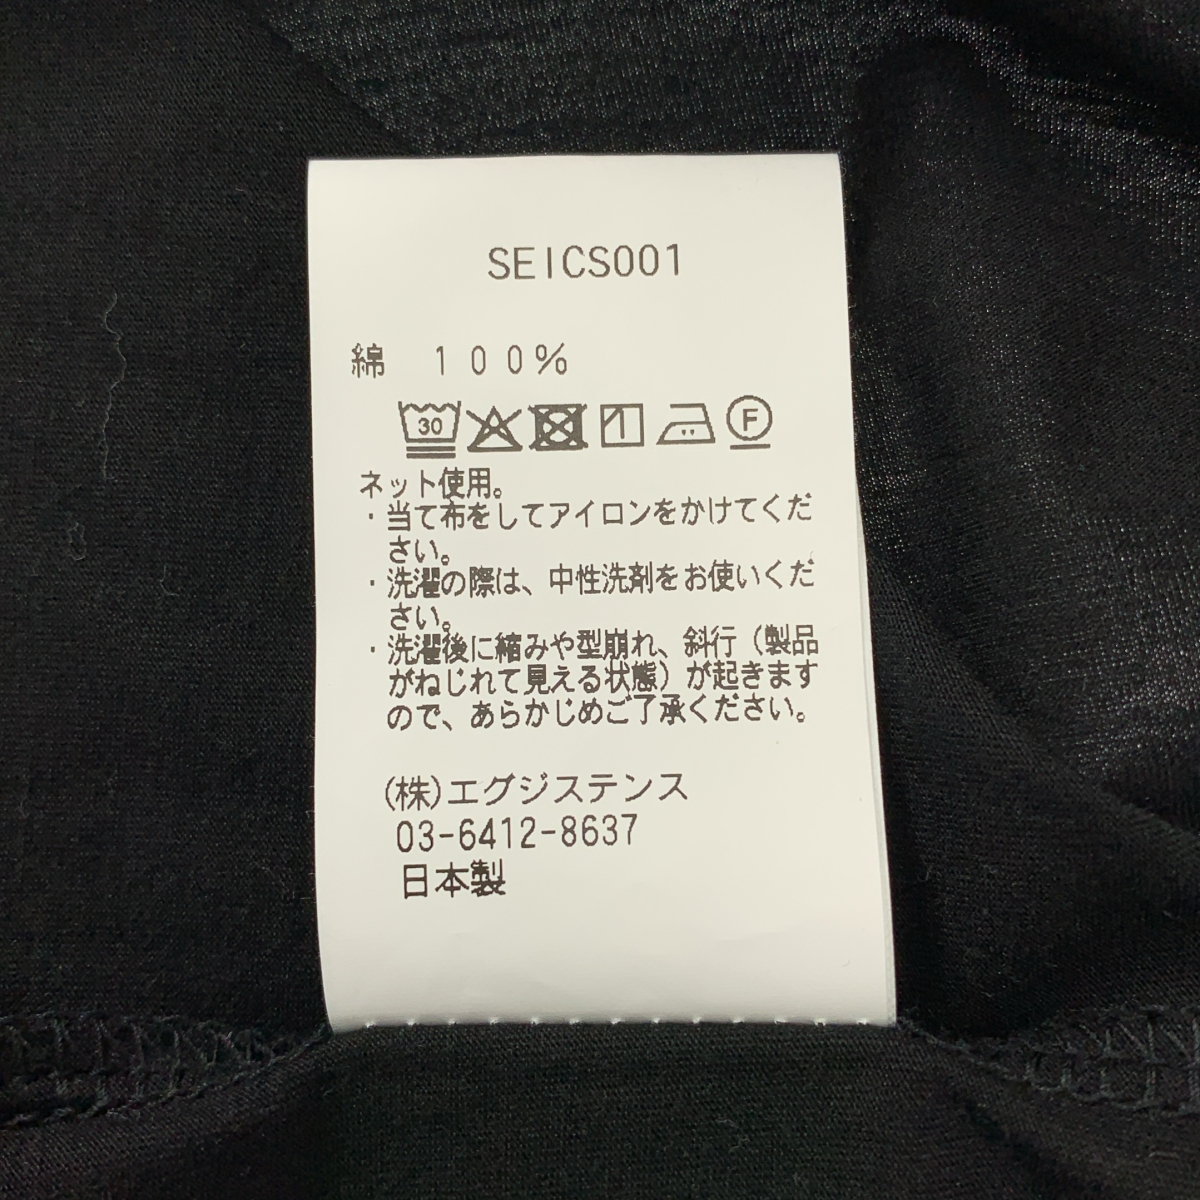 SEICS001
綿 100%
30 F
ネット使用。
・当て布をしてアイロンをかけてくだ
さい。
・洗濯の際は、中性洗剤をお使いくだ
さい。
・洗濯後に縮みや型崩れ、斜行(製品
がねじれて見える状態)が起きます
ので、あらかじめご了承ください。
(株)エグジステンス
03-6412-8637
日本製